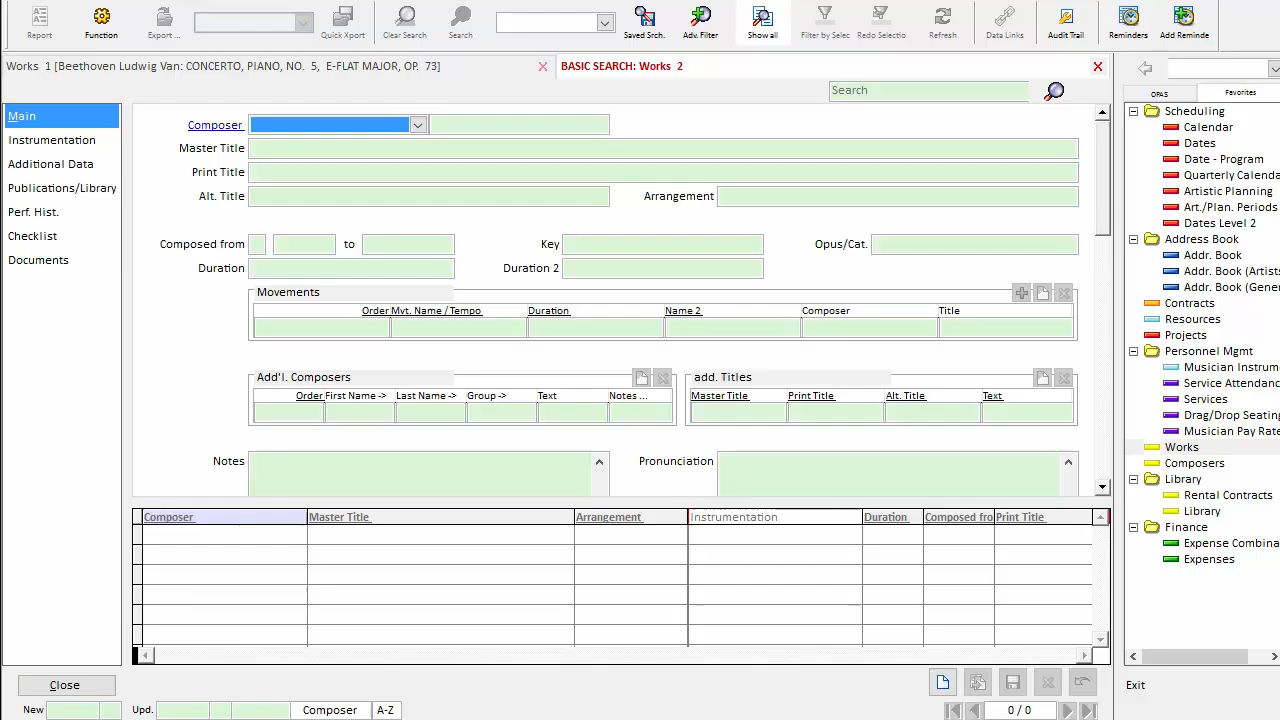 Report
Function
Export ...
Quick Xport
Clear Search
Search
Saved Srch.
Adv. Filter
Show all
Filter by Selec
Redo Selectio
Refresh
Data Links
Audit Trail
Reminders
Add Reminde
Works 1 [Beethoven Ludwig Van: CONCERTO, PIANO, NO. 5, E-FLAT MAJOR, OP. 73]
BASIC SEARCH: Works 2
Search
OPAS
Favorites
Main
Instrumentation
Additional Data
Publications/Library
Perf. Hist.
Checklist
Documents
Composer
Master Title
Print Title
Alt. Title
Arrangement
Composed from
to
Key
Opus/Cat.
Duration
Duration 2
Movements
Order Mvt. Name / Tempo Duration Name 2 Composer Title
Add'l. Composers
Order First Name -> Last Name -> Group -> Text Notes ...
add. Titles
Master Title Print Title Alt. Title Text
Notes
Pronunciation
Composer Master Title Arrangement Instrumentation Duration Composed fro Print Title
Close
New
Upd.
Composer
A-Z
0 / 0
Scheduling
Calendar
Dates
Date - Program
Quarterly Calenda
Artistic Planning
Art./Plan. Periods
Dates Level 2
Address Book
Addr. Book
Addr. Book (Artist
Addr. Book (Gene
Contracts
Resources
Projects
Personnel Mgmt
Musician Instrum
Service Attendanc
Services
Drag/Drop Seating
Musician Pay Rate
Works
Composers
Library
Rental Contracts
Library
Finance
Expense Combina
Expenses
Exit